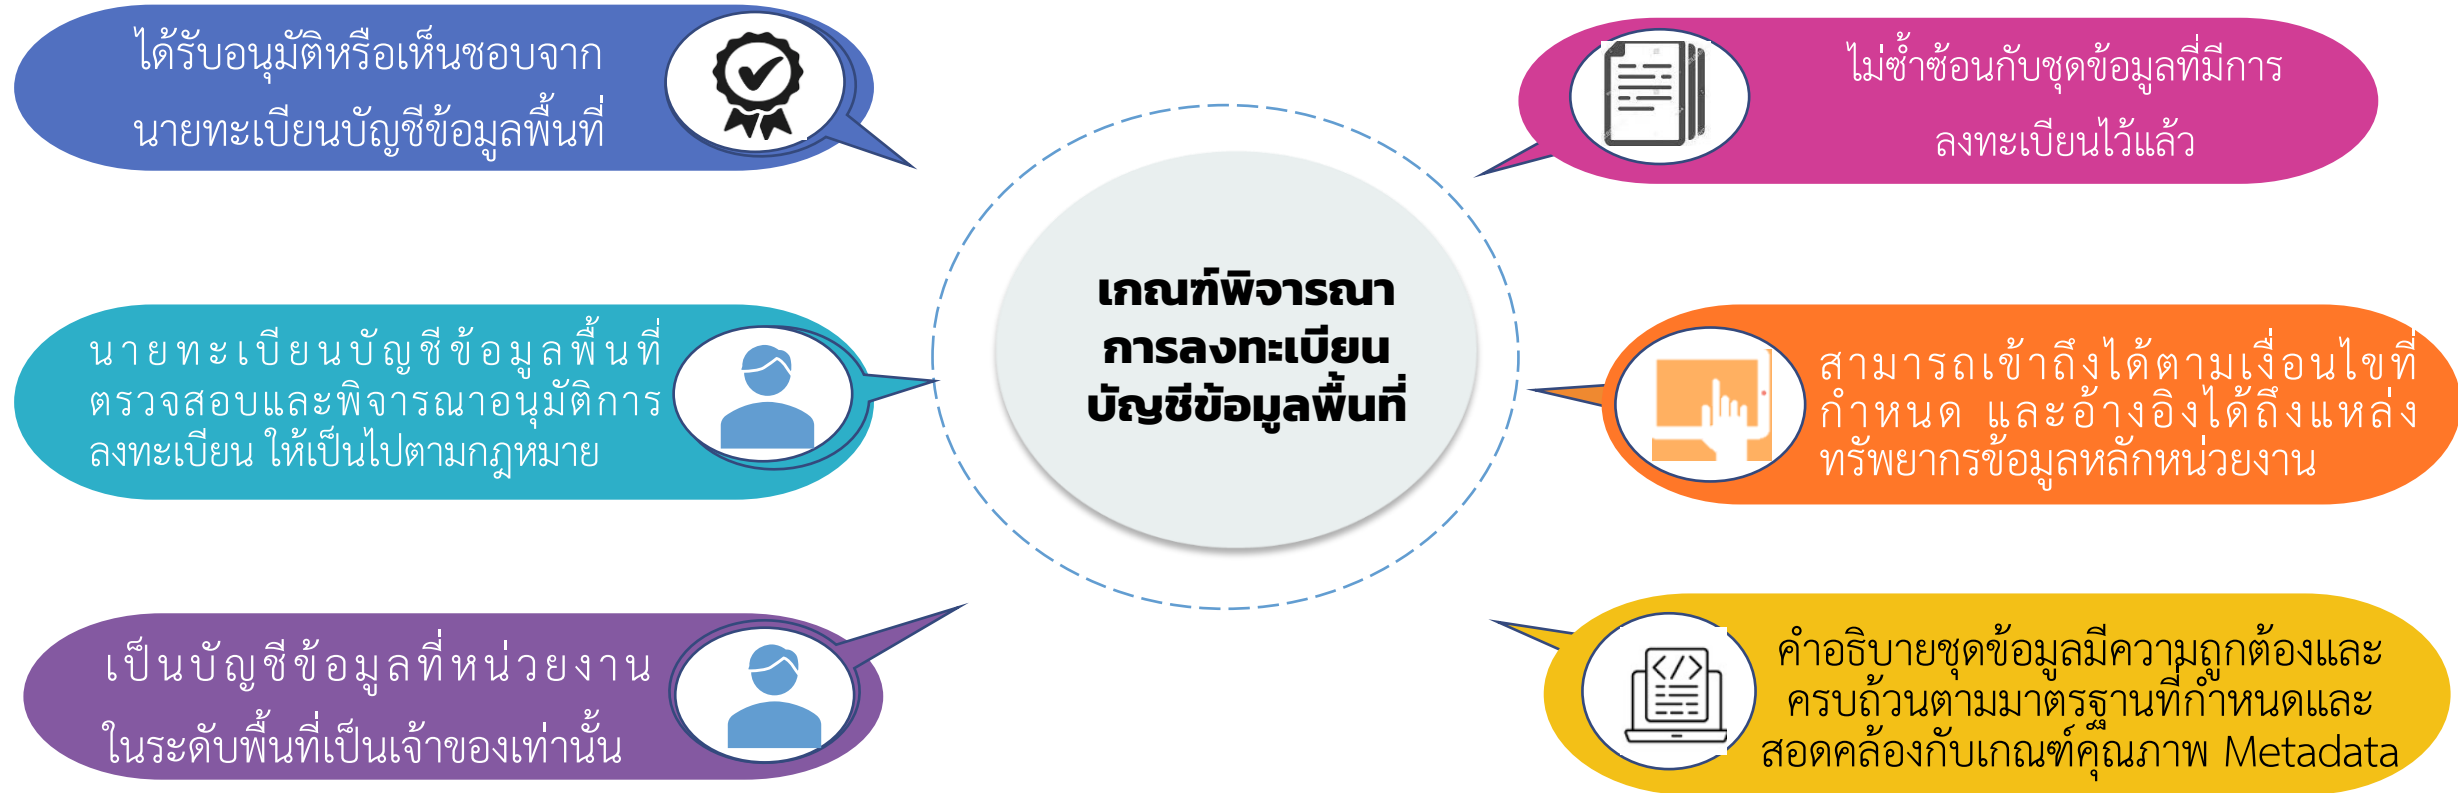 ได้รับอนุมัติหรือเห็นชอบจาก
นายทะเบียนบัญชีข้อมูลพื้นที่
นายทะเบียนบัญชีข้อมูลพื้นที่
ตรวจสอบและพิจารณาอนุมัติการ
ลงทะเบียน ให้เป็นไปตามกฎหมาย
เป็นบัญชีข้อมูลที่หน่วยงาน
ในระดับพื้นที่เป็นเจ้าของเท่านั้น
เกณฑ์พิจารณา
การลงทะเบียน
บัญชีข้อมูลพื้นที่
ไม่ซ้ำซ้อนกับชุดข้อมูลที่มีการ
ลงทะเบียนไว้แล้ว
สามารถเข้าถึงได้ตามเงื่อนไขที่
กำหนด และอ้างอิงได้ถึงแหล่ง
ทรัพยากรข้อมูลหลักหน่วยงาน
คำอธิบายชุดข้อมูลมีความถูกต้องและ
ครบถ้วนตามมาตรฐานที่กำหนดและ
สอดคล้องกับเกณฑ์คุณภาพ Metadata